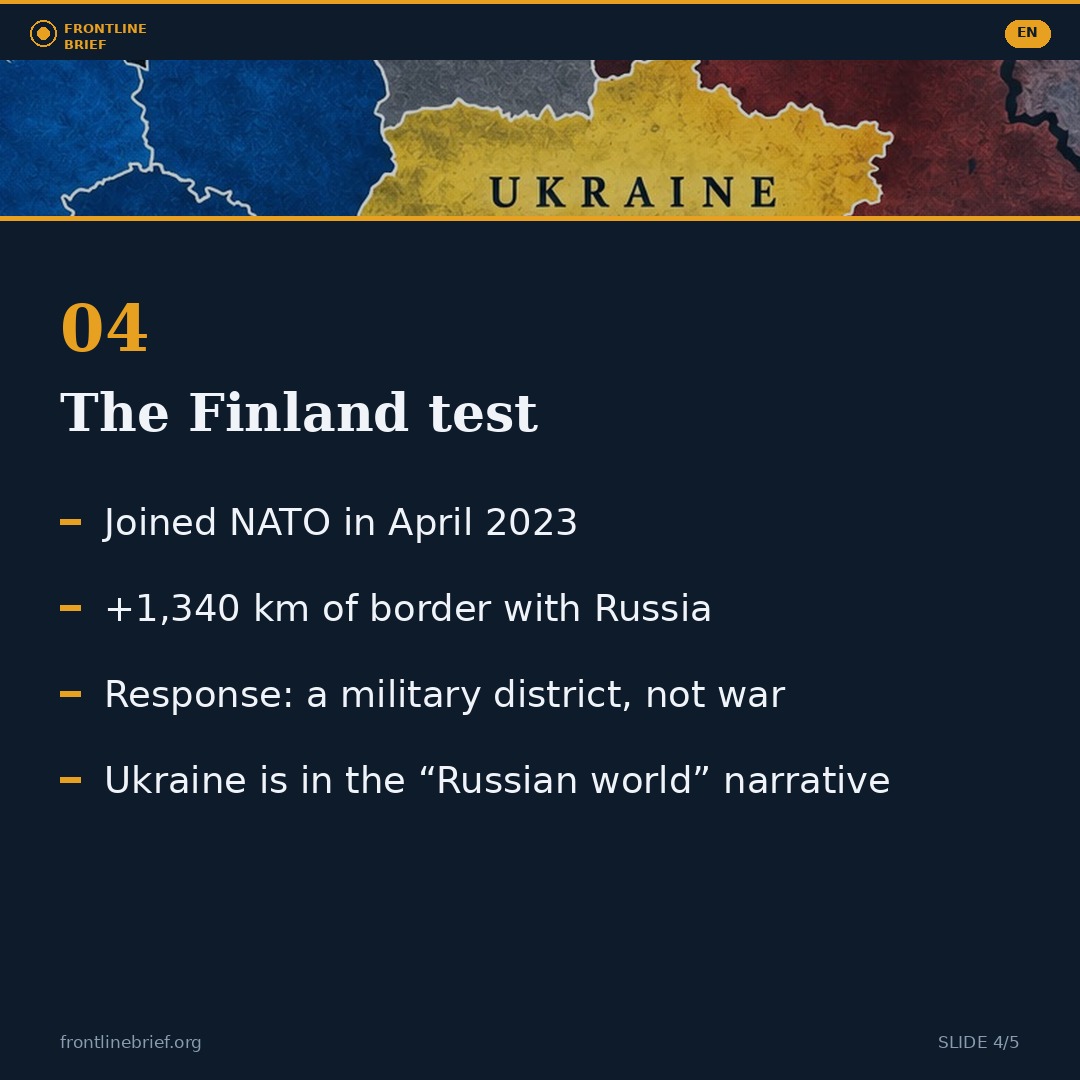 FRONTLINE
BRIEF
EN
UKRAINE
04
The Finland test
Joined NATO in April 2023
+1,340 km of border with Russia
Response: a military district, not war
Ukraine is in the “Russian world” narrative
frontlinebrief.org
SLIDE 4/5